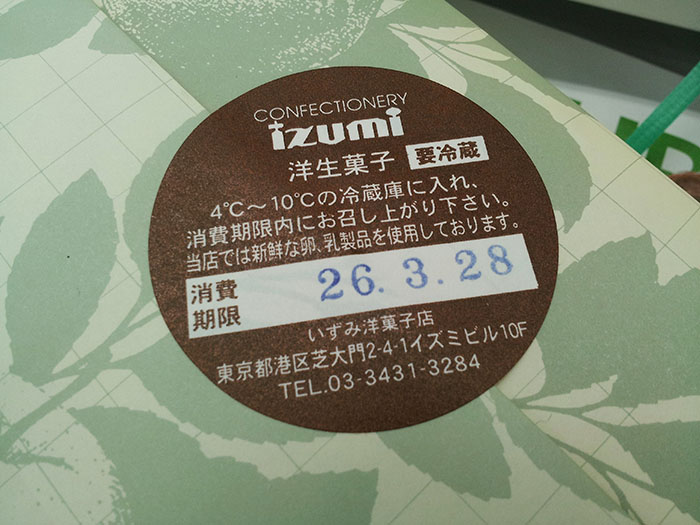 CONFECTIONERY
izumi
洋生菓子 要冷蔵
4℃〜10℃の冷蔵庫に入れ、
消費期限内にお召し上がり下さい。
当店では新鮮な卵、乳製品を使用しております。
消費期限 26.3.28
いずみ洋菓子店
東京都港区芝大門2-4-1イズミビル10F
TEL.03-3431-3284